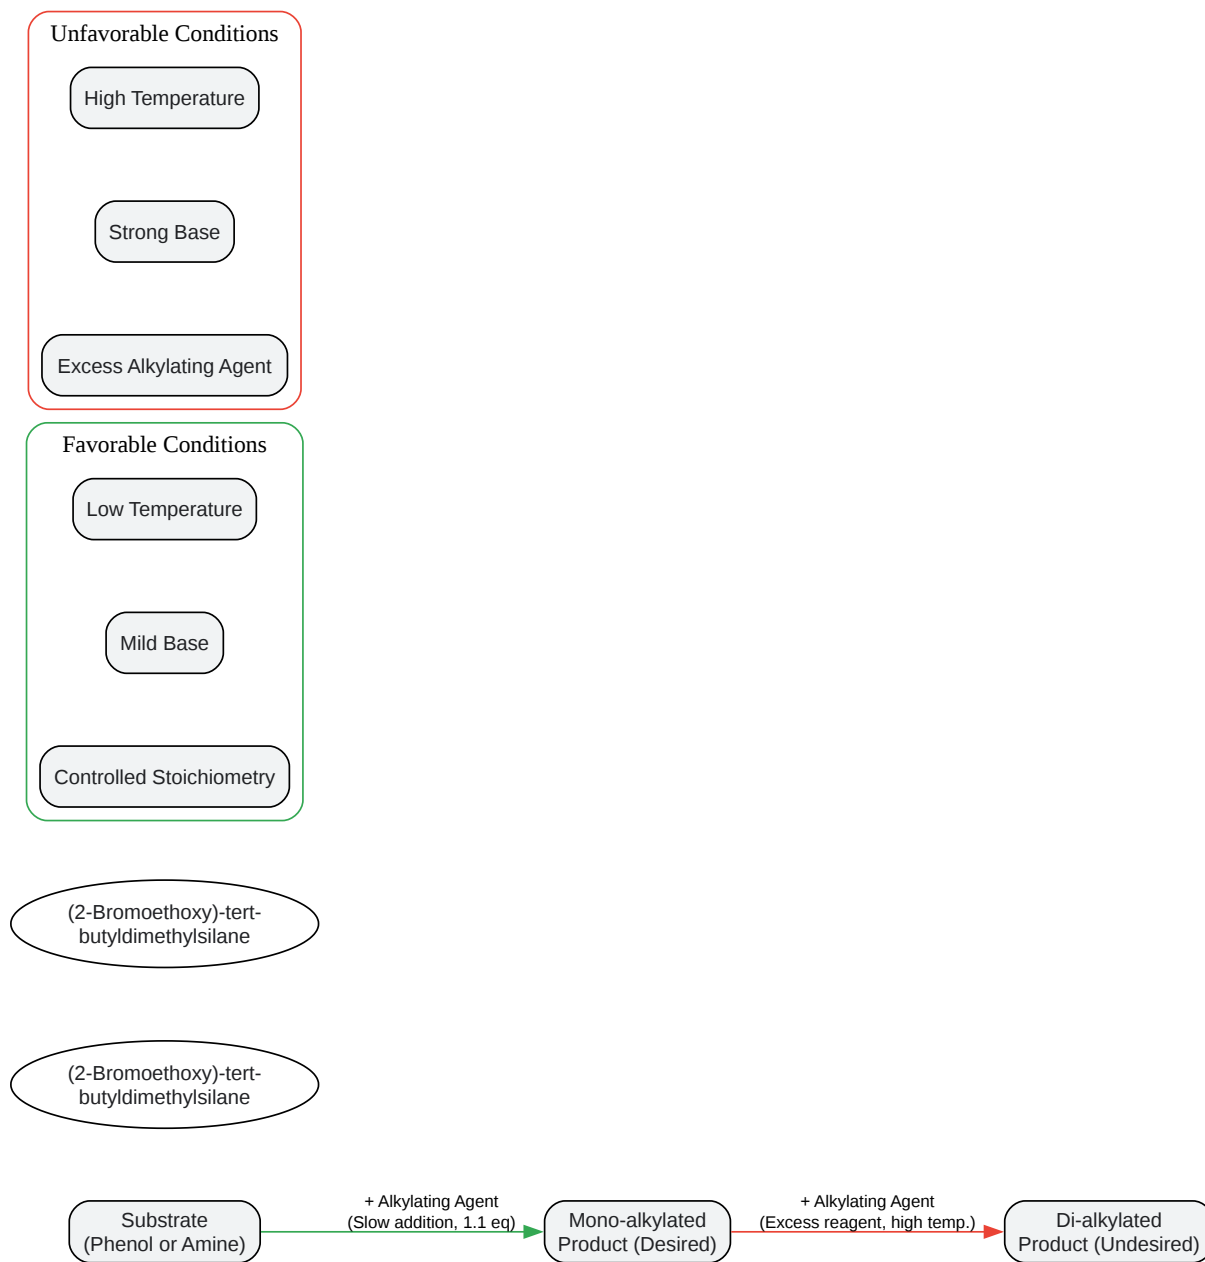 Unfavorable Conditions
High Temperature
Strong Base
Excess Alkylating Agent
Favorable Conditions
Low Temperature
Mild Base
Controlled Stoichiometry
(2-Bromoethoxy)-tert-
butyldimethylsilane
(2-Bromoethoxy)-tert-
butyldimethylsilane
Substrate
(Phenol or Amine)
+ Alkylating Agent
(Slow addition, 1.1 eq)
Mono-alkylated
Product (Desired)
+ Alkylating Agent
(Excess reagent, high temp.)
Di-alkylated
Product (Undesired)